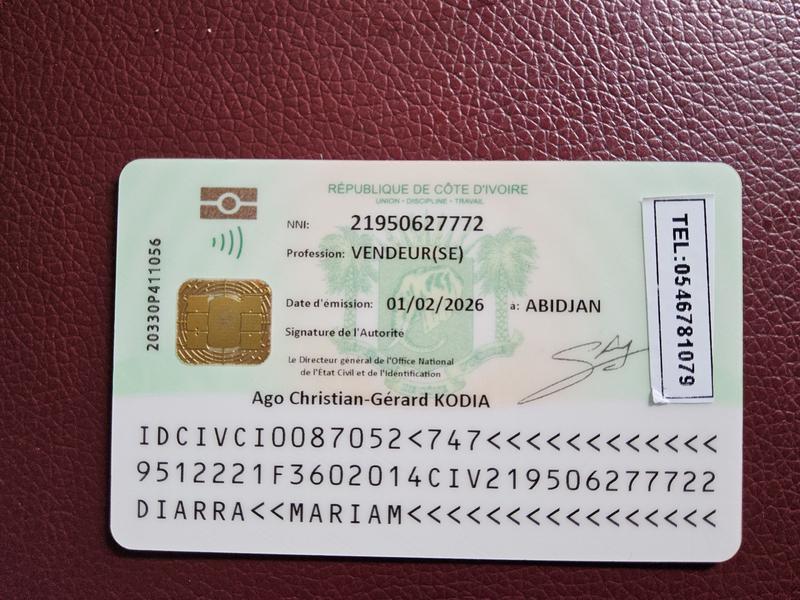 RÉPUBLIQUE DE CÔTE D'IVOIRE
UNION - DISCIPLINE - TRAVAIL
NNI: 21950627772
Profession: VENDEUR(SE)
Date d'émission: 01/02/2026 à: ABIDJAN
Signature de l'Autorité
Le Directeur général de l'Office National
de l'État Civil et de l'Identification
Ago Christian-Gérard KODIA
20330P411056
TEL:0546781079
IDCIVCI0087052<747<<<<<<<<<<<<
9512221F3602014CIV219506277722
DIARRA<<MARIAM<<<<<<<<<<<<<<<<